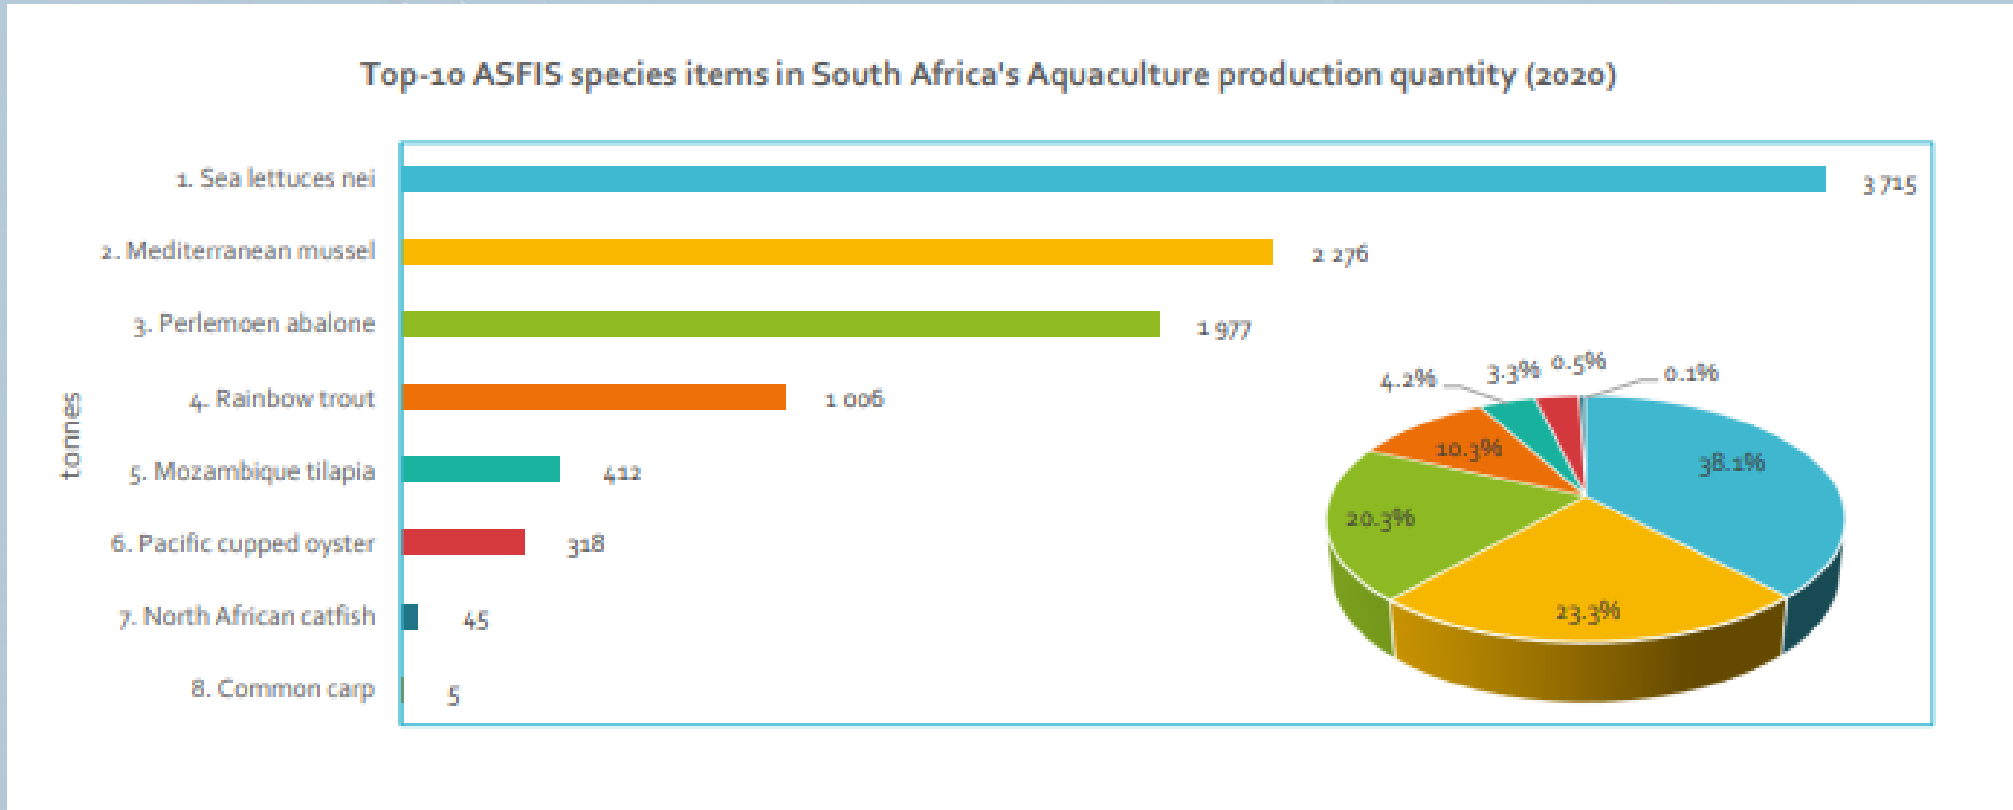 Top-10 ASFIS species items in South Africa's Aquaculture production quantity (2020)
tonnes
1. Sea lettuces nei 3 715
2. Mediterranean mussel 2 276
3. Perlemoen abalone 1 977
4. Rainbow trout 1 006
5. Mozambique tilapia 412
6. Pacific cupped oyster 318
7. North African catfish 45
8. Common carp 5
4.2% 3.3% 0.5% 0.1%
10.3% 38.1%
20.3%
23.3%